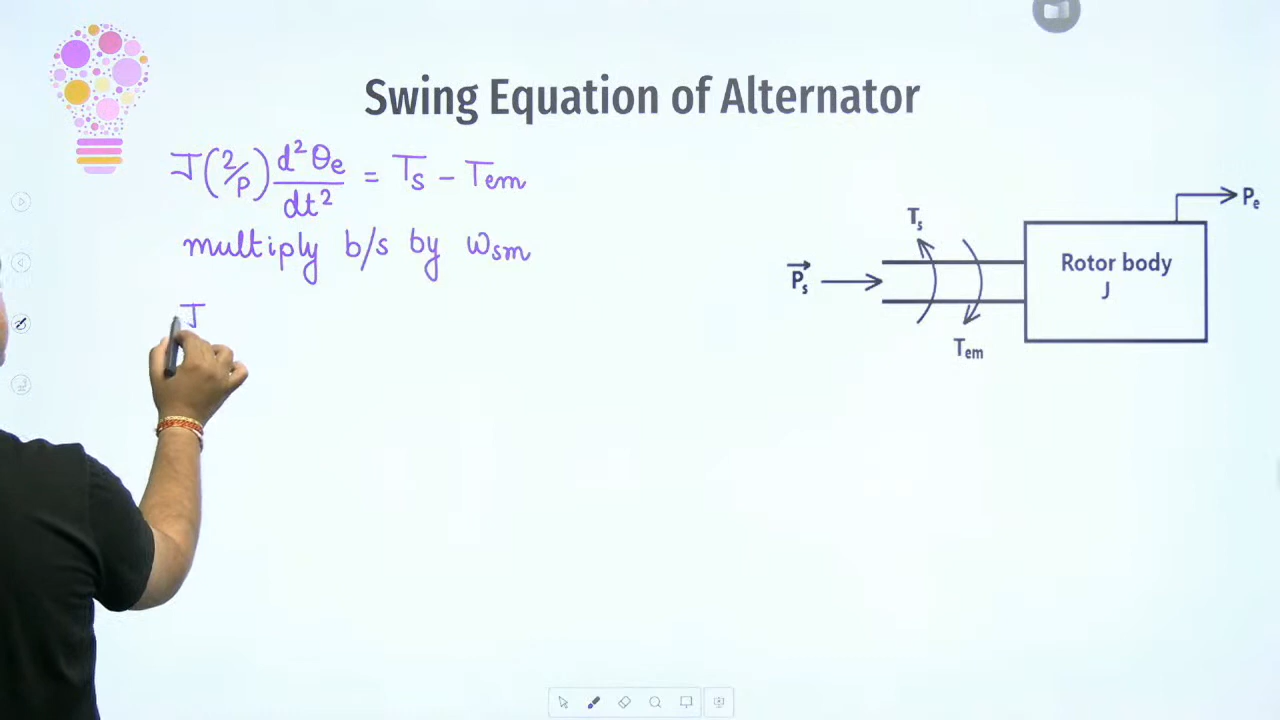 Swing Equation of Alternator
J(2/P) d²θe/dt² = Ts - Tem
multiply b/s by ωsm
J
Ts
Ps
Tem
Rotor body
J
Pe